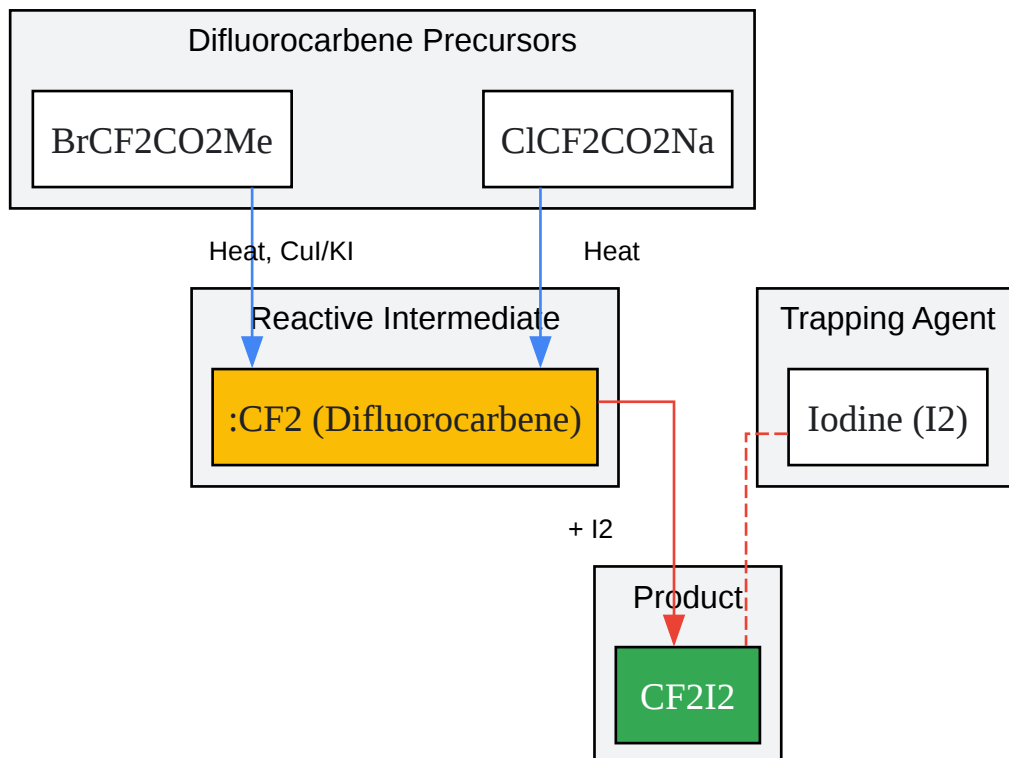 Difluorocarbene Precursors
BrCF2CO2Me
ClCF2CO2Na
Heat, CuI/KI
Heat
Reactive Intermediate
Trapping Agent
:CF2 (Difluorocarbene)
Iodine (I2)
+ I2
Product
CF2I2